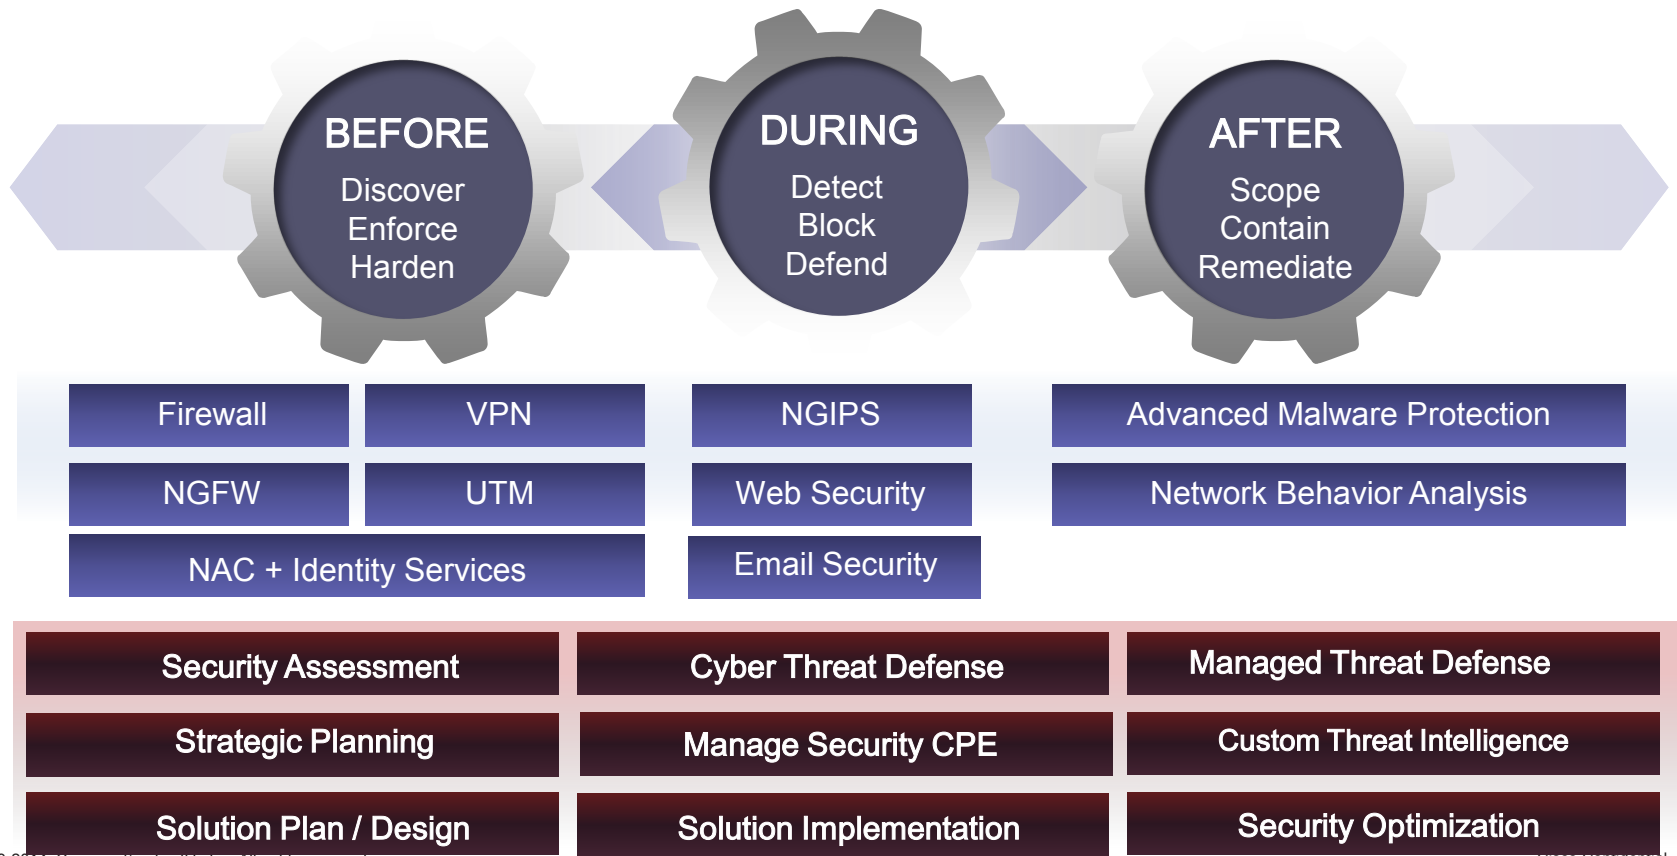 BEFORE
Discover
Enforce
Harden
DURING
Detect
Block
Defend
AFTER
Scope
Contain
Remediate
Firewall
VPN
NGIPS
Advanced Malware Protection
NGFW
UTM
Web Security
Network Behavior Analysis
NAC + Identity Services
Email Security
Security Assessment
Cyber Threat Defense
Managed Threat Defense
Strategic Planning
Manage Security CPE
Custom Threat Intelligence
Solution Plan / Design
Solution Implementation
Security Optimization